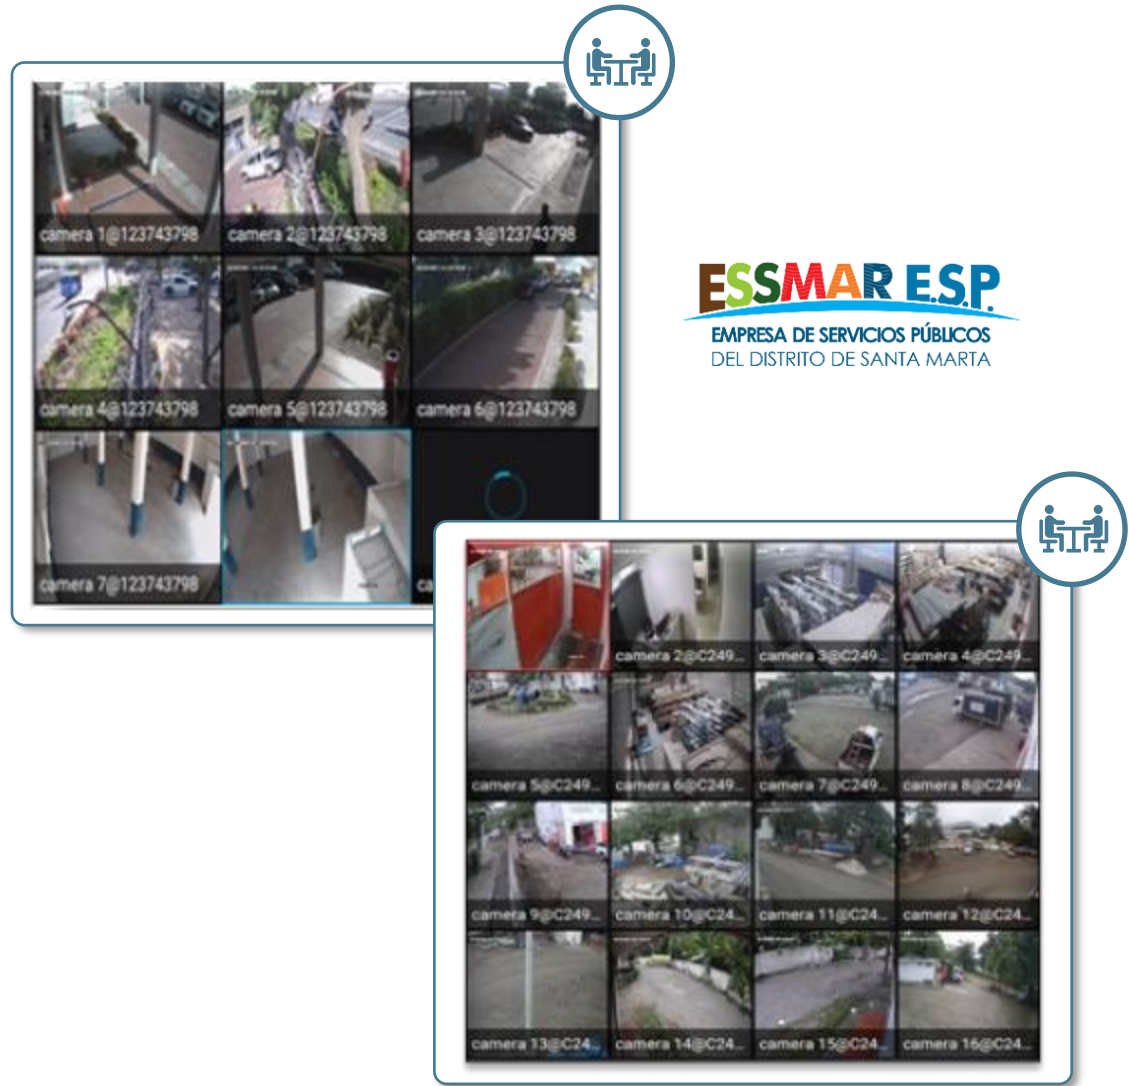 camera 1@123743798
camera 2@123743798
camera 3@123743798
camera 4@123743798
camera 5@123743798
camera 6@123743798
camera 7@123743798
ca
ESSMAR E.S.P.
EMPRESA DE SERVICIOS PÚBLICOS
DEL DISTRITO DE SANTA MARTA
camera 2@C249...
camera 3@C249...
camera 4@C249...
camera 5@C249...
camera 6@C249...
camera 7@C249...
camera 8@C249...
camera 9@C249...
camera 10@C24...
camera 11@C24...
camera 12@C24...
camera 13@C24...
camera 14@C24...
camera 15@C24...
camera 16@C24...